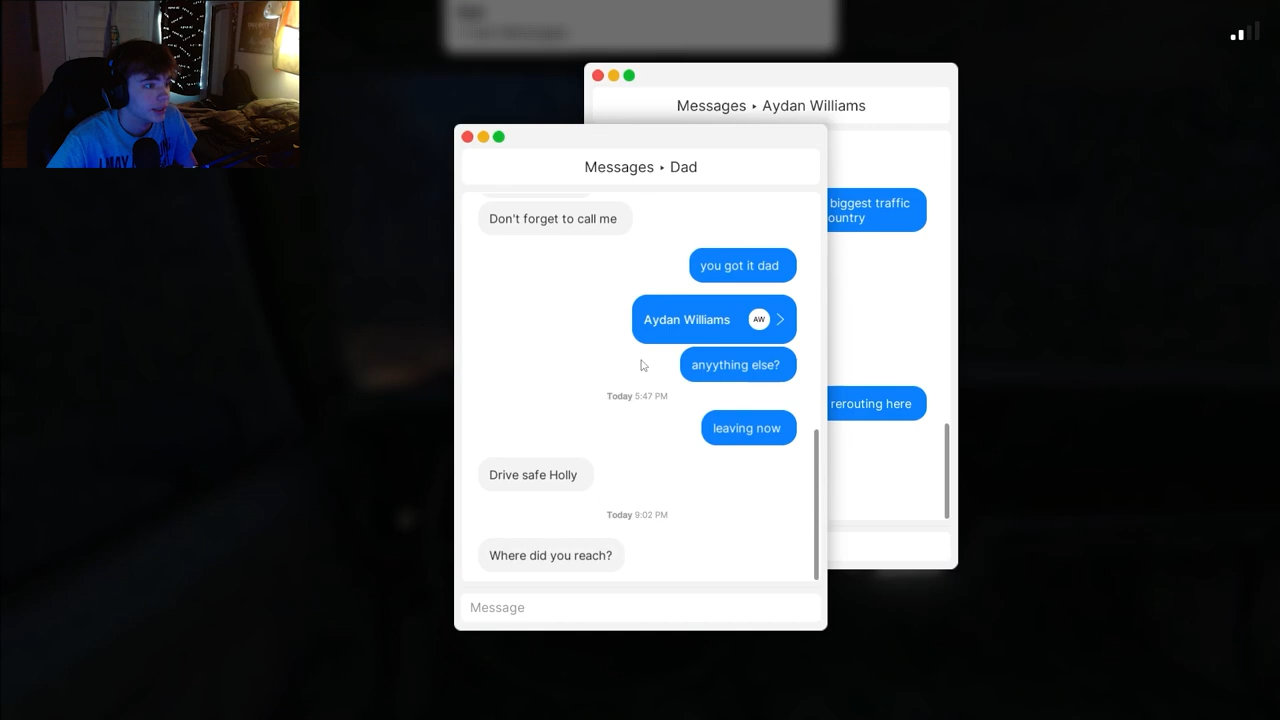 Messages ▸ Aydan Williams
biggest traffic
ountry
rerouting here
Messages ▸ Dad
Don't forget to call me
you got it dad
Aydan Williams AW
anyything else?
Today 5:47 PM
leaving now
Drive safe Holly
Today 9:02 PM
Where did you reach?
Message
I MAY